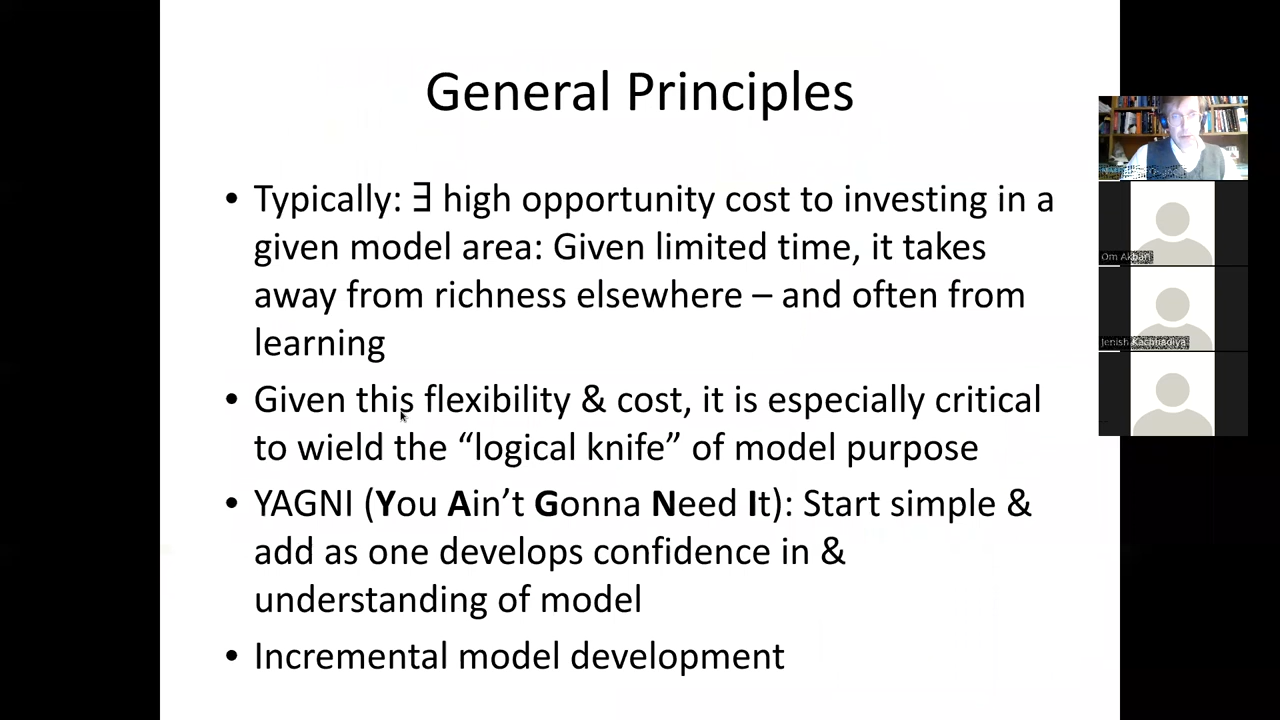 General Principles
• Typically: ∃ high opportunity cost to investing in a
given model area: Given limited time, it takes
away from richness elsewhere – and often from
learning
• Given this flexibility & cost, it is especially critical
to wield the “logical knife” of model purpose
• YAGNI (You Ain’t Gonna Need It): Start simple &
add as one develops confidence in &
understanding of model
• Incremental model development
Om Akbari
Jenish Kachhadiya